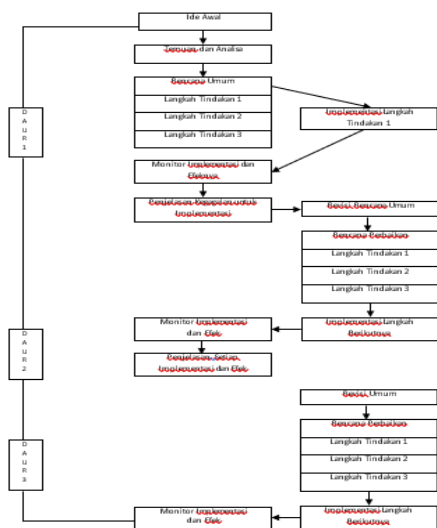 Ide Awal
Temuan dan Analisa
Rencana Umum
Langkah Tindakan 1
Langkah Tindakan 2
Langkah Tindakan 3
D
A
U
R
1
Implementasi Langkah
Tindakan 1
Monitor Implementasi dan
Efeknya
Penjelasan Kegagalan untuk
Implementasi
Revisi Rencana Umum
Rencana Perbaikan
Langkah Tindakan 1
Langkah Tindakan 2
Langkah Tindakan 3
D
A
U
R
2
Monitor Implementasi
dan Efek
Implementasi Langkah
Berikutnya
Penjelasan Setiap
Implementasi dan Efek
Revisi Umum
Rencana Perbaikan
Langkah Tindakan 1
Langkah Tindakan 2
Langkah Tindakan 3
D
A
U
R
3
Monitor Implementasi
dan Efek
Implementasi Langkah
Berikutnya